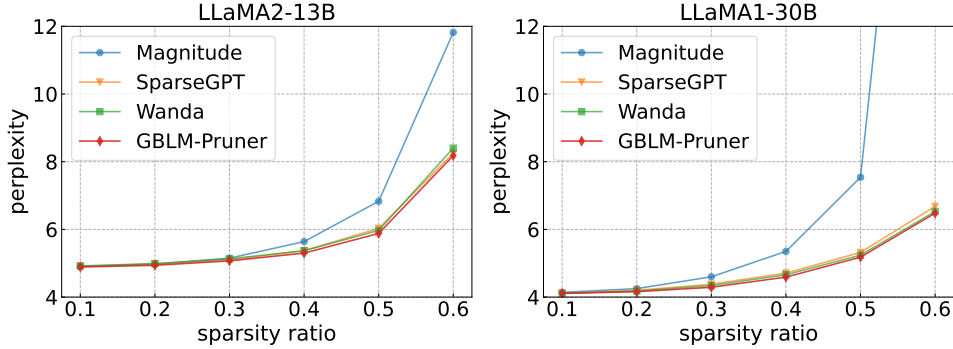 LLaMA2-13B
12
10
8
6
4
perplexity
Magnitude
SparseGPT
Wanda
GBLM-Pruner
0.1 0.2 0.3 0.4 0.5 0.6
sparsity ratio
LLaMA1-30B
12
10
8
6
4
perplexity
Magnitude
SparseGPT
Wanda
GBLM-Pruner
0.1 0.2 0.3 0.4 0.5 0.6
sparsity ratio